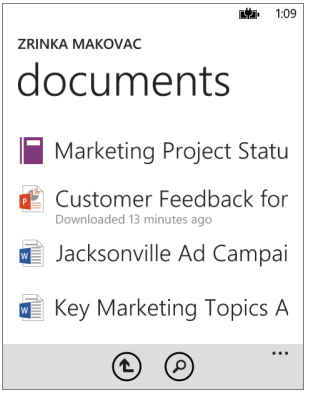 1:09
ZRINKA MAKOVAC
documents
Marketing Project Statu
Customer Feedback for
Downloaded 13 minutes ago
Jacksonville Ad Campai
Key Marketing Topics A